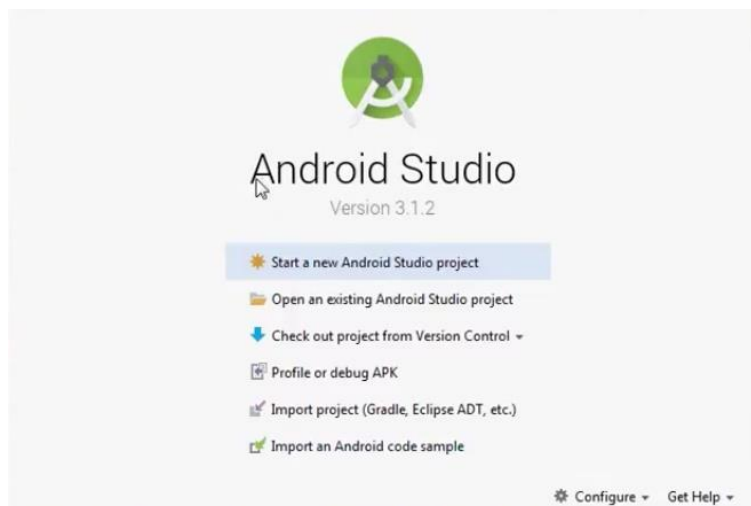 Android Studio
Version 3.1.2
Start a new Android Studio project
Open an existing Android Studio project
Check out project from Version Control
Profile or debug APK
Import project (Gradle, Eclipse ADT, etc.)
Import an Android code sample
Configure Get Help